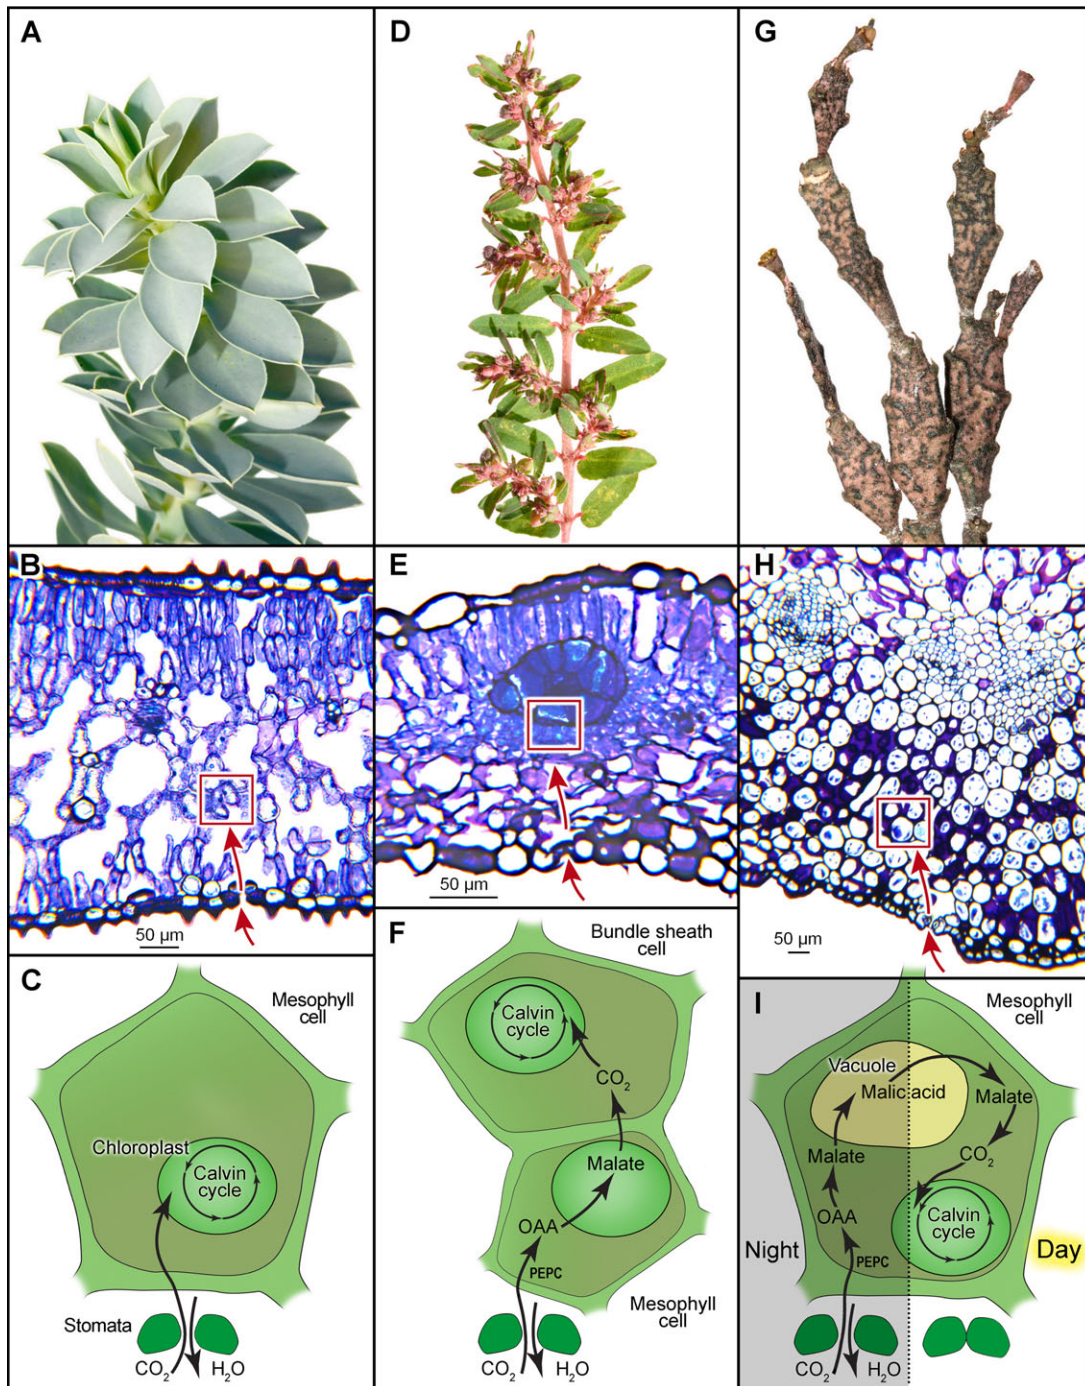 A
D
G
B
50 µm
E
50 µm
H
50 µm
C
Mesophyll
cell
Chloroplast
Calvin
cycle
Stomata
CO₂
H₂O
F
Bundle sheath
cell
Calvin
cycle
CO₂
Malate
OAA
PEPC
Mesophyll
cell
CO₂
H₂O
I
Mesophyll
cell
Vacuole
Malic acid
Malate
Malate
CO₂
OAA
Calvin
cycle
Night
Day
PEPC
CO₂
H₂O